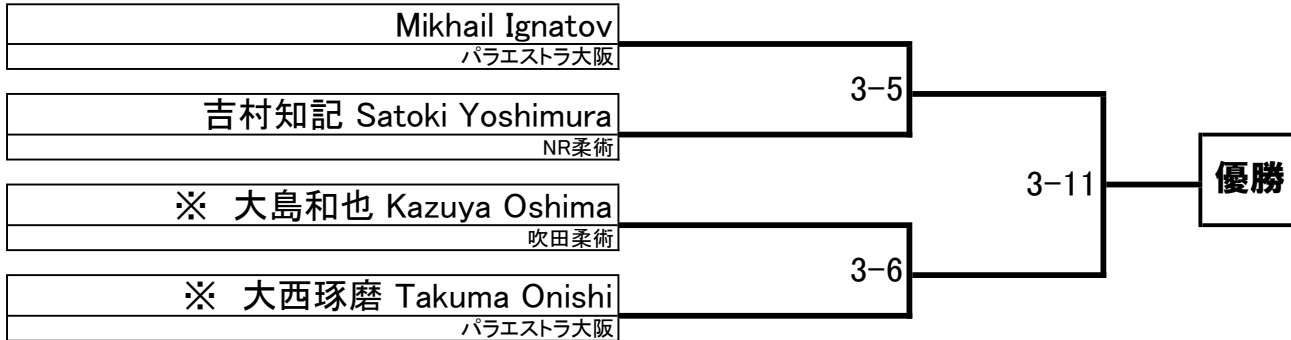 Mikhail Ignatov
パラエストラ大阪
3-5
吉村知記 Satoki Yoshimura
NR柔術
3-11
優勝
※ 大島和也 Kazuya Oshima
吹田柔術
3-6
※ 大西琢磨 Takuma Onishi
パラエストラ大阪